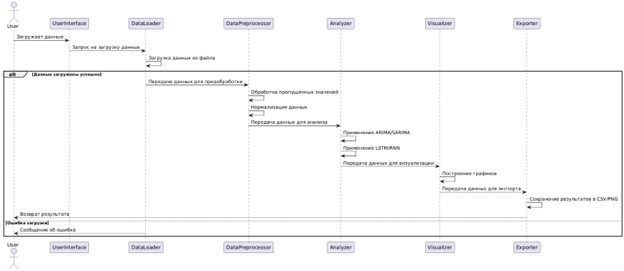 User
UserInterface
DataLoader
DataPreprocessor
Analyzer
Visualizer
Exporter
Загружает данные
Запрос на загрузку данных
Загрузка данных из файла
alt
[Данные загружены успешно]
Передача данных для предобработки
Обработка пропущенных значений
Нормализация данных
Передача данных для анализа
Применение ARIMA/SARIMA
Применение LSTM/RNN
Передача данных для визуализации
Построение графиков
Передача данных для экспорта
Сохранение результатов в CSV/PNG
Возврат результата
[Ошибка загрузки]
Сообщение об ошибке
User
UserInterface
DataLoader
DataPreprocessor
Analyzer
Visualizer
Exporter